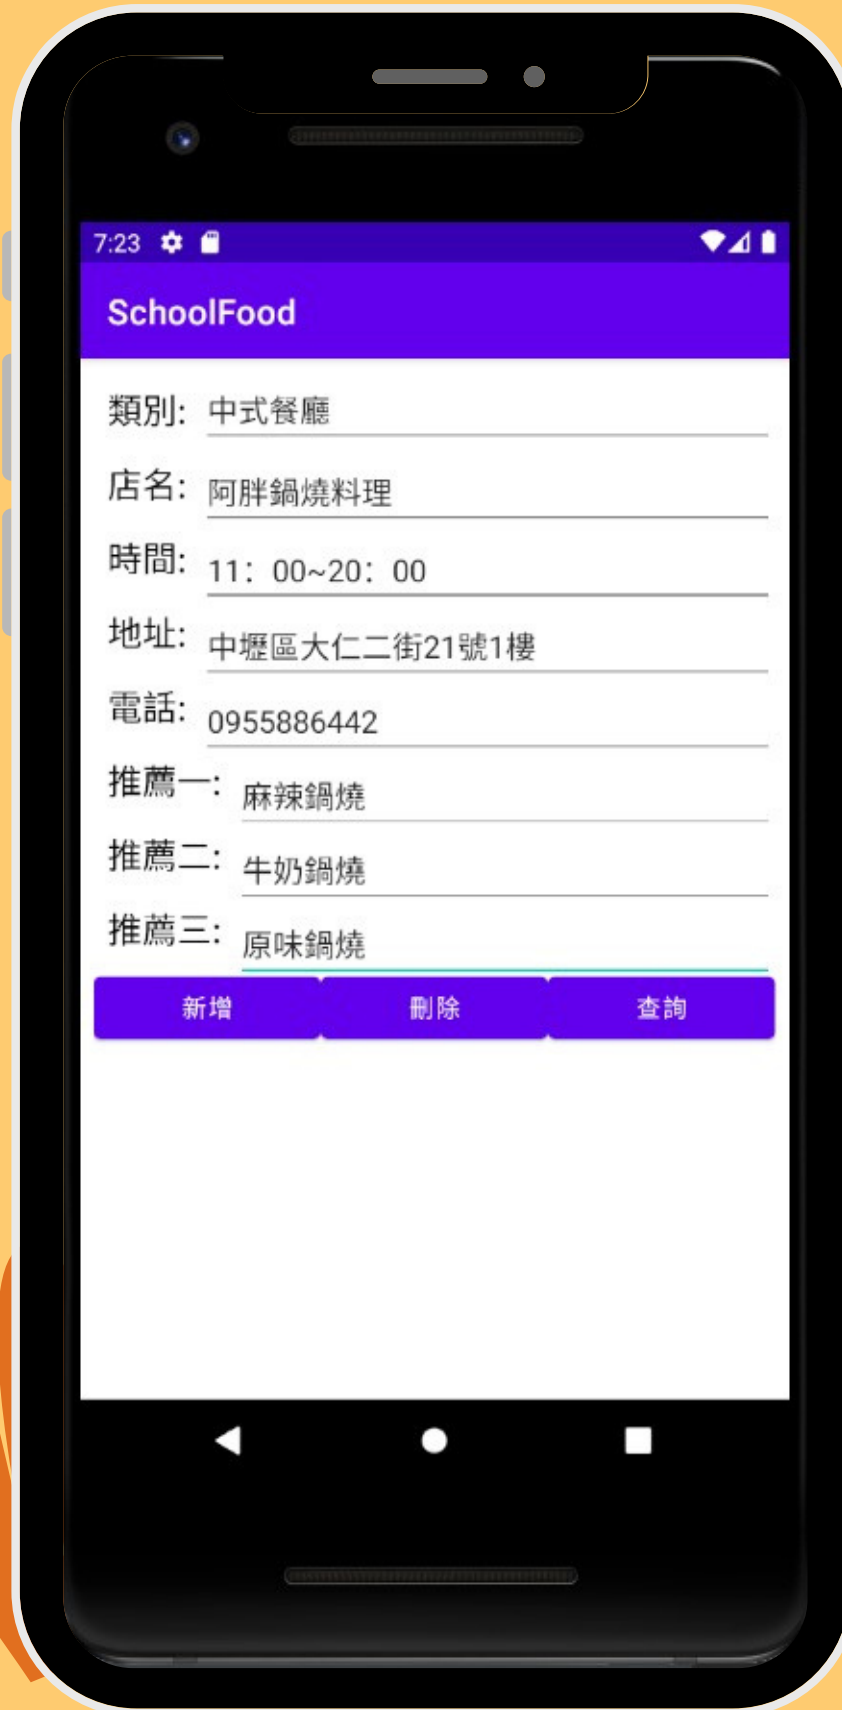 7:23
SchoolFood
類別: 中式餐廳
店名: 阿胖鍋燒料理
時間: 11：00~20：00
地址: 中壢區大仁二街21號1樓
電話: 0955886442
推薦一: 麻辣鍋燒
推薦二: 牛奶鍋燒
推薦三: 原味鍋燒
新增 刪除 查詢